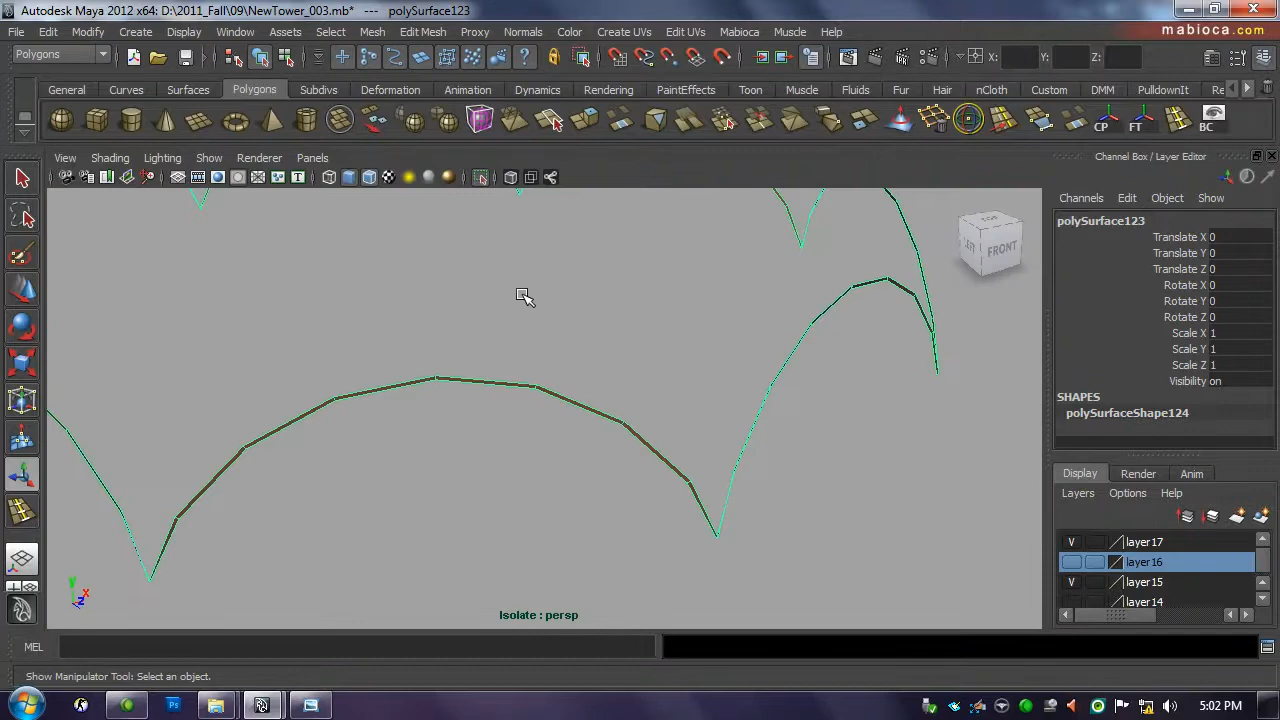 Autodesk Maya 2012 x64: D:\2011_Fall\09\NewTower_003.mb* --- polySurface123
File Edit Modify Create Display Window Assets Select Mesh Edit Mesh Proxy Normals Color Create UVs Edit UVs Mabioca Muscle Help
mabioca.com
Polygons
X: Y: Z:
General Curves Surfaces Polygons Subdivs Deformation Animation Dynamics Rendering PaintEffects Toon Muscle Fluids Fur Hair nCloth Custom DMM PulldownIt Re
CP FT BC
View Shading Lighting Show Renderer Panels
Channel Box / Layer Editor
Channels Edit Object Show
polySurface123
Translate X 0
Translate Y 0
Translate Z 0
Rotate X 0
Rotate Y 0
Rotate Z 0
Scale X 1
Scale Y 1
Scale Z 1
Visibility on
SHAPES
polySurfaceShape124
TOP
LEFT FRONT
Display Render Anim
Layers Options Help
V layer17
layer16
V layer15
layer14
y
x
z
Isolate : persp
MEL
Show Manipulator Tool: Select an object.
Ps
5:02 PM